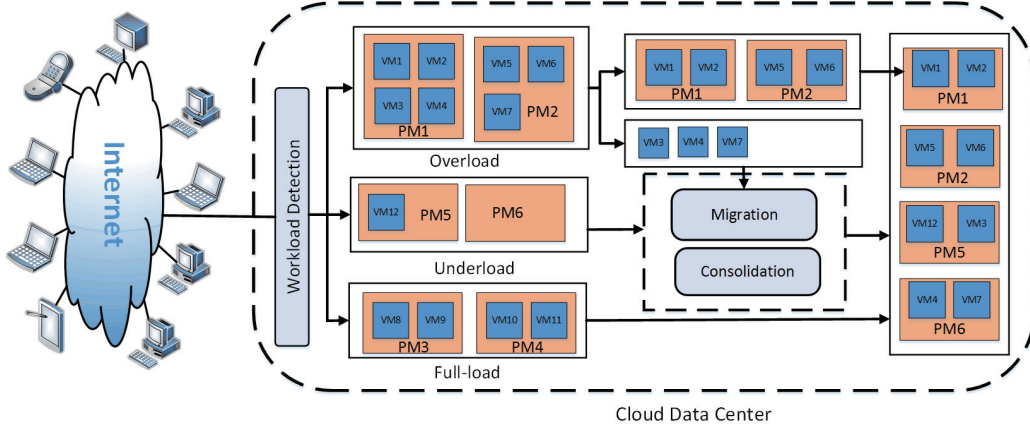 Internet
Workload Detection
VM1 VM2
VM3 VM4
PM1
VM5 VM6
VM7 PM2
Overload
VM12 PM5 PM6
Underload
VM8 VM9
PM3
VM10 VM11
PM4
Full-load
VM1 VM2
PM1
VM5 VM6
PM2
VM3 VM4 VM7
Migration
Consolidation
VM1 VM2
PM1
VM5 VM6
PM2
VM12 VM3
PM5
VM4 VM7
PM6
Cloud Data Center